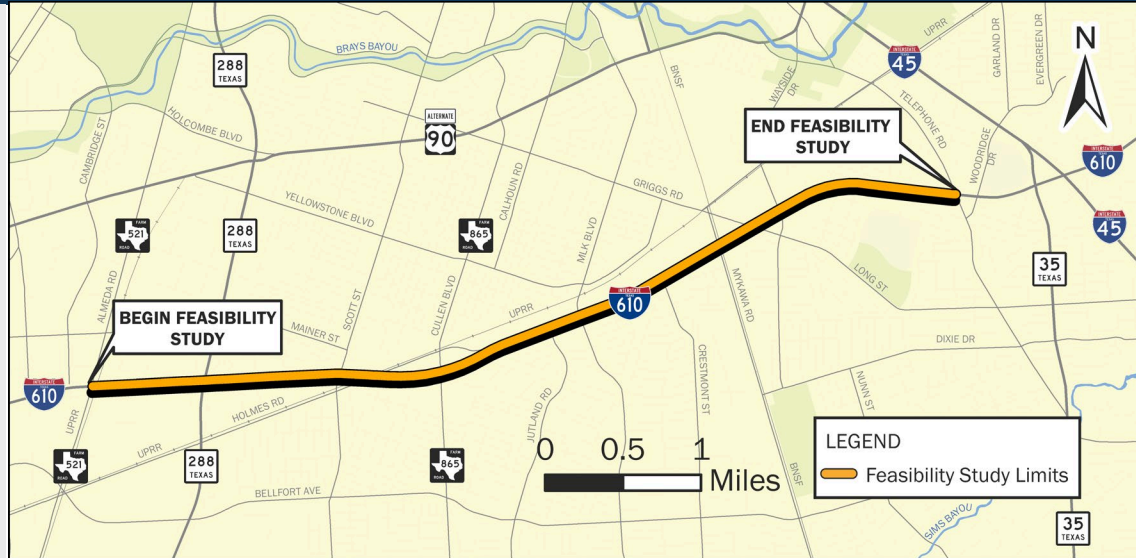 BRAYS BAYOU
288
TEXAS
UPRR
INTERSTATE
45
GARLAND DR
EVERGREEN DR
N
BNSF
WAYSIDE
DR
TELEPHONE RD
HOLCOMBE BLVD
ALTERNATE
90
CAMBRIDGE ST
END FEASIBILITY
STUDY
WOODRIDGE
DR
INTERSTATE
610
CALHOUN RD
GRIGGS RD
YELLOWSTONE BLVD
FARM
521
ROAD
288
TEXAS
FARM
865
ROAD
MLK BLVD
INTERSTATE
45
35
TEXAS
LONG ST
ALMEDA RD
BEGIN FEASIBILITY
STUDY
MAINER ST
SCOTT ST
CULLEN BLVD
UPRR
INTERSTATE
610
MYKAWA RD
DIXIE DR
INTERSTATE
610
UPRR
HOLMES RD
UPRR
CRESTMONT ST
JUTLAND RD
NUNN ST
FARM
521
ROAD
288
TEXAS
FARM
865
ROAD
BELLFORT AVE
0 0.5 1
Miles
BNSF
LEGEND
Feasibility Study Limits
SIMS BAYOU
35
TEXAS